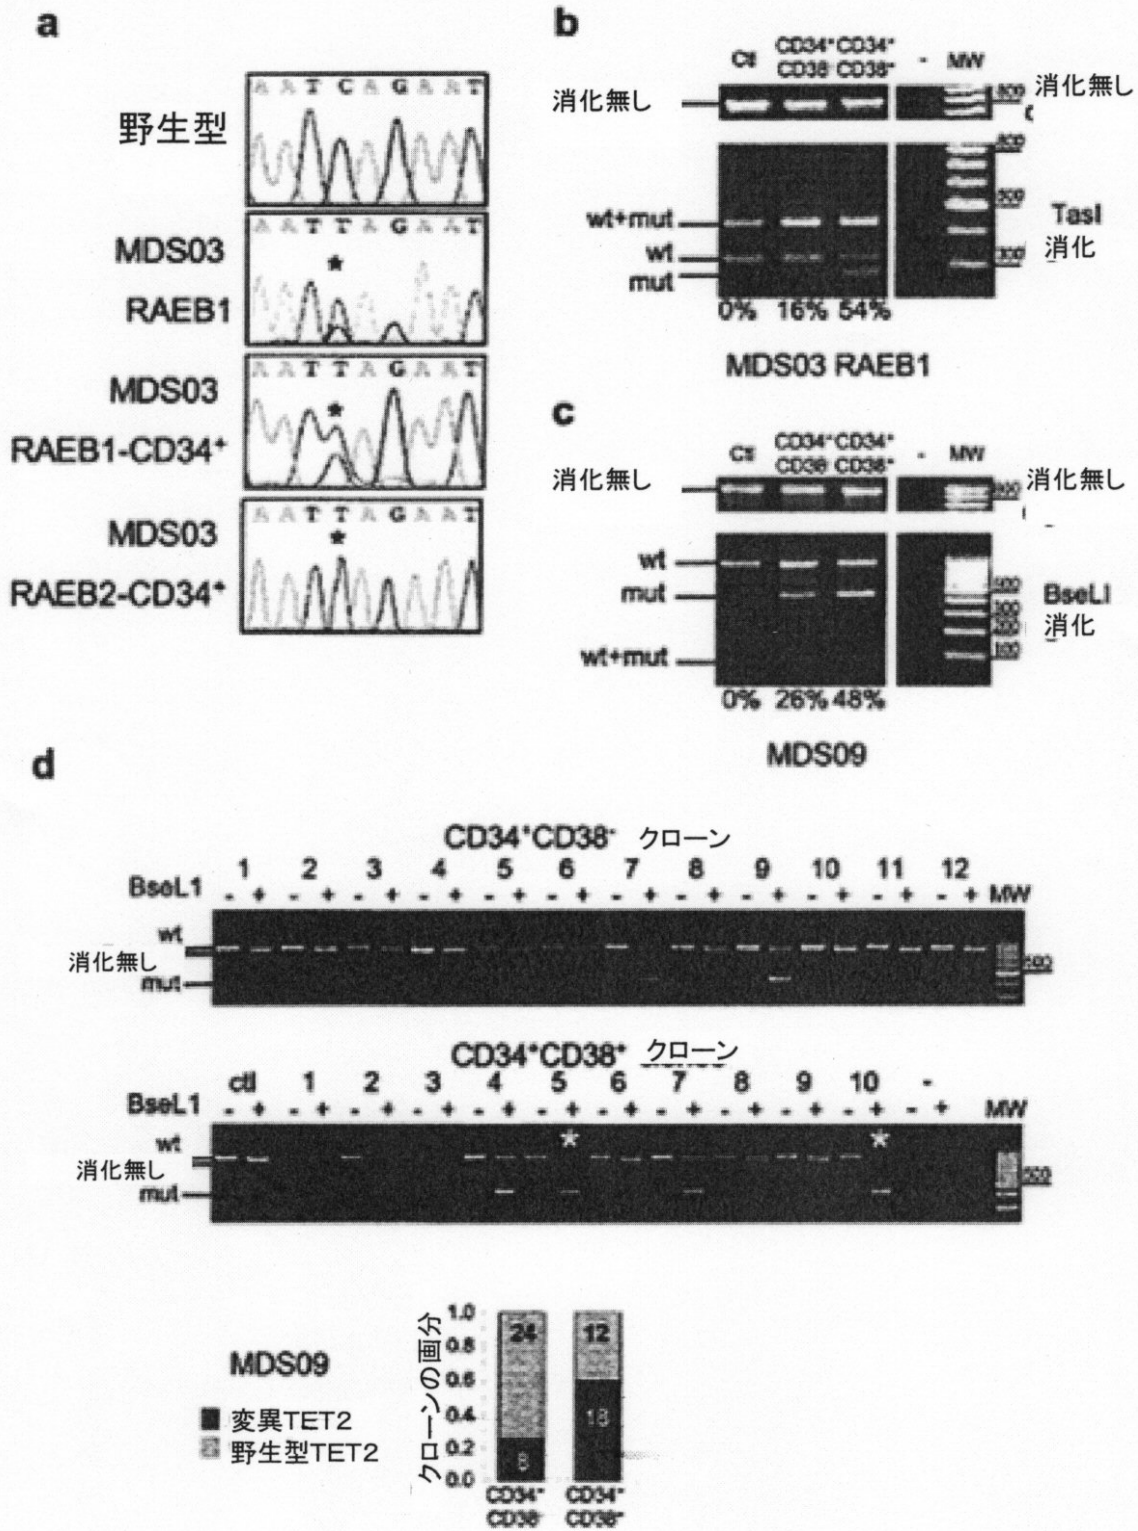 a
野生型
A A T C A G A A T
MDS03
RAEB1
A A T T A G A A T
*
MDS03
RAEB1-CD34+
A A T T A G A A T
*
MDS03
RAEB2-CD34+
A A T T A G A A T
*
b
Ctl CD34+ CD34+ - MW
CD38- CD38+
消化無し
消化無し
wt+mut
wt
mut
TasI
消化
0% 16% 54%
MDS03 RAEB1
c
Ctl CD34+ CD34+ - MW
CD38- CD38+
消化無し
消化無し
wt
mut
wt+mut
500
300
200
100
BseLI
消化
0% 26% 48%
MDS09
d
CD34+CD38- クローン
1 2 3 4 5 6 7 8 9 10 11 12
BseL1 - + - + - + - + - + - + - + - + - + - + - + - + MW
wt
消化無し
mut
500
CD34+CD38+ クローン
ctl 1 2 3 4 5 6 7 8 9 10 -
BseL1 - + - + - + - + - + - + - + - + - + - + - + - + MW
wt
消化無し
mut
* *
500
MDS09
変異TET2
野生型TET2
クローンの画分
1.0
0.8
0.6
0.4
0.2
0.0
24 12
8 18
CD34+ CD34+
CD38- CD38+